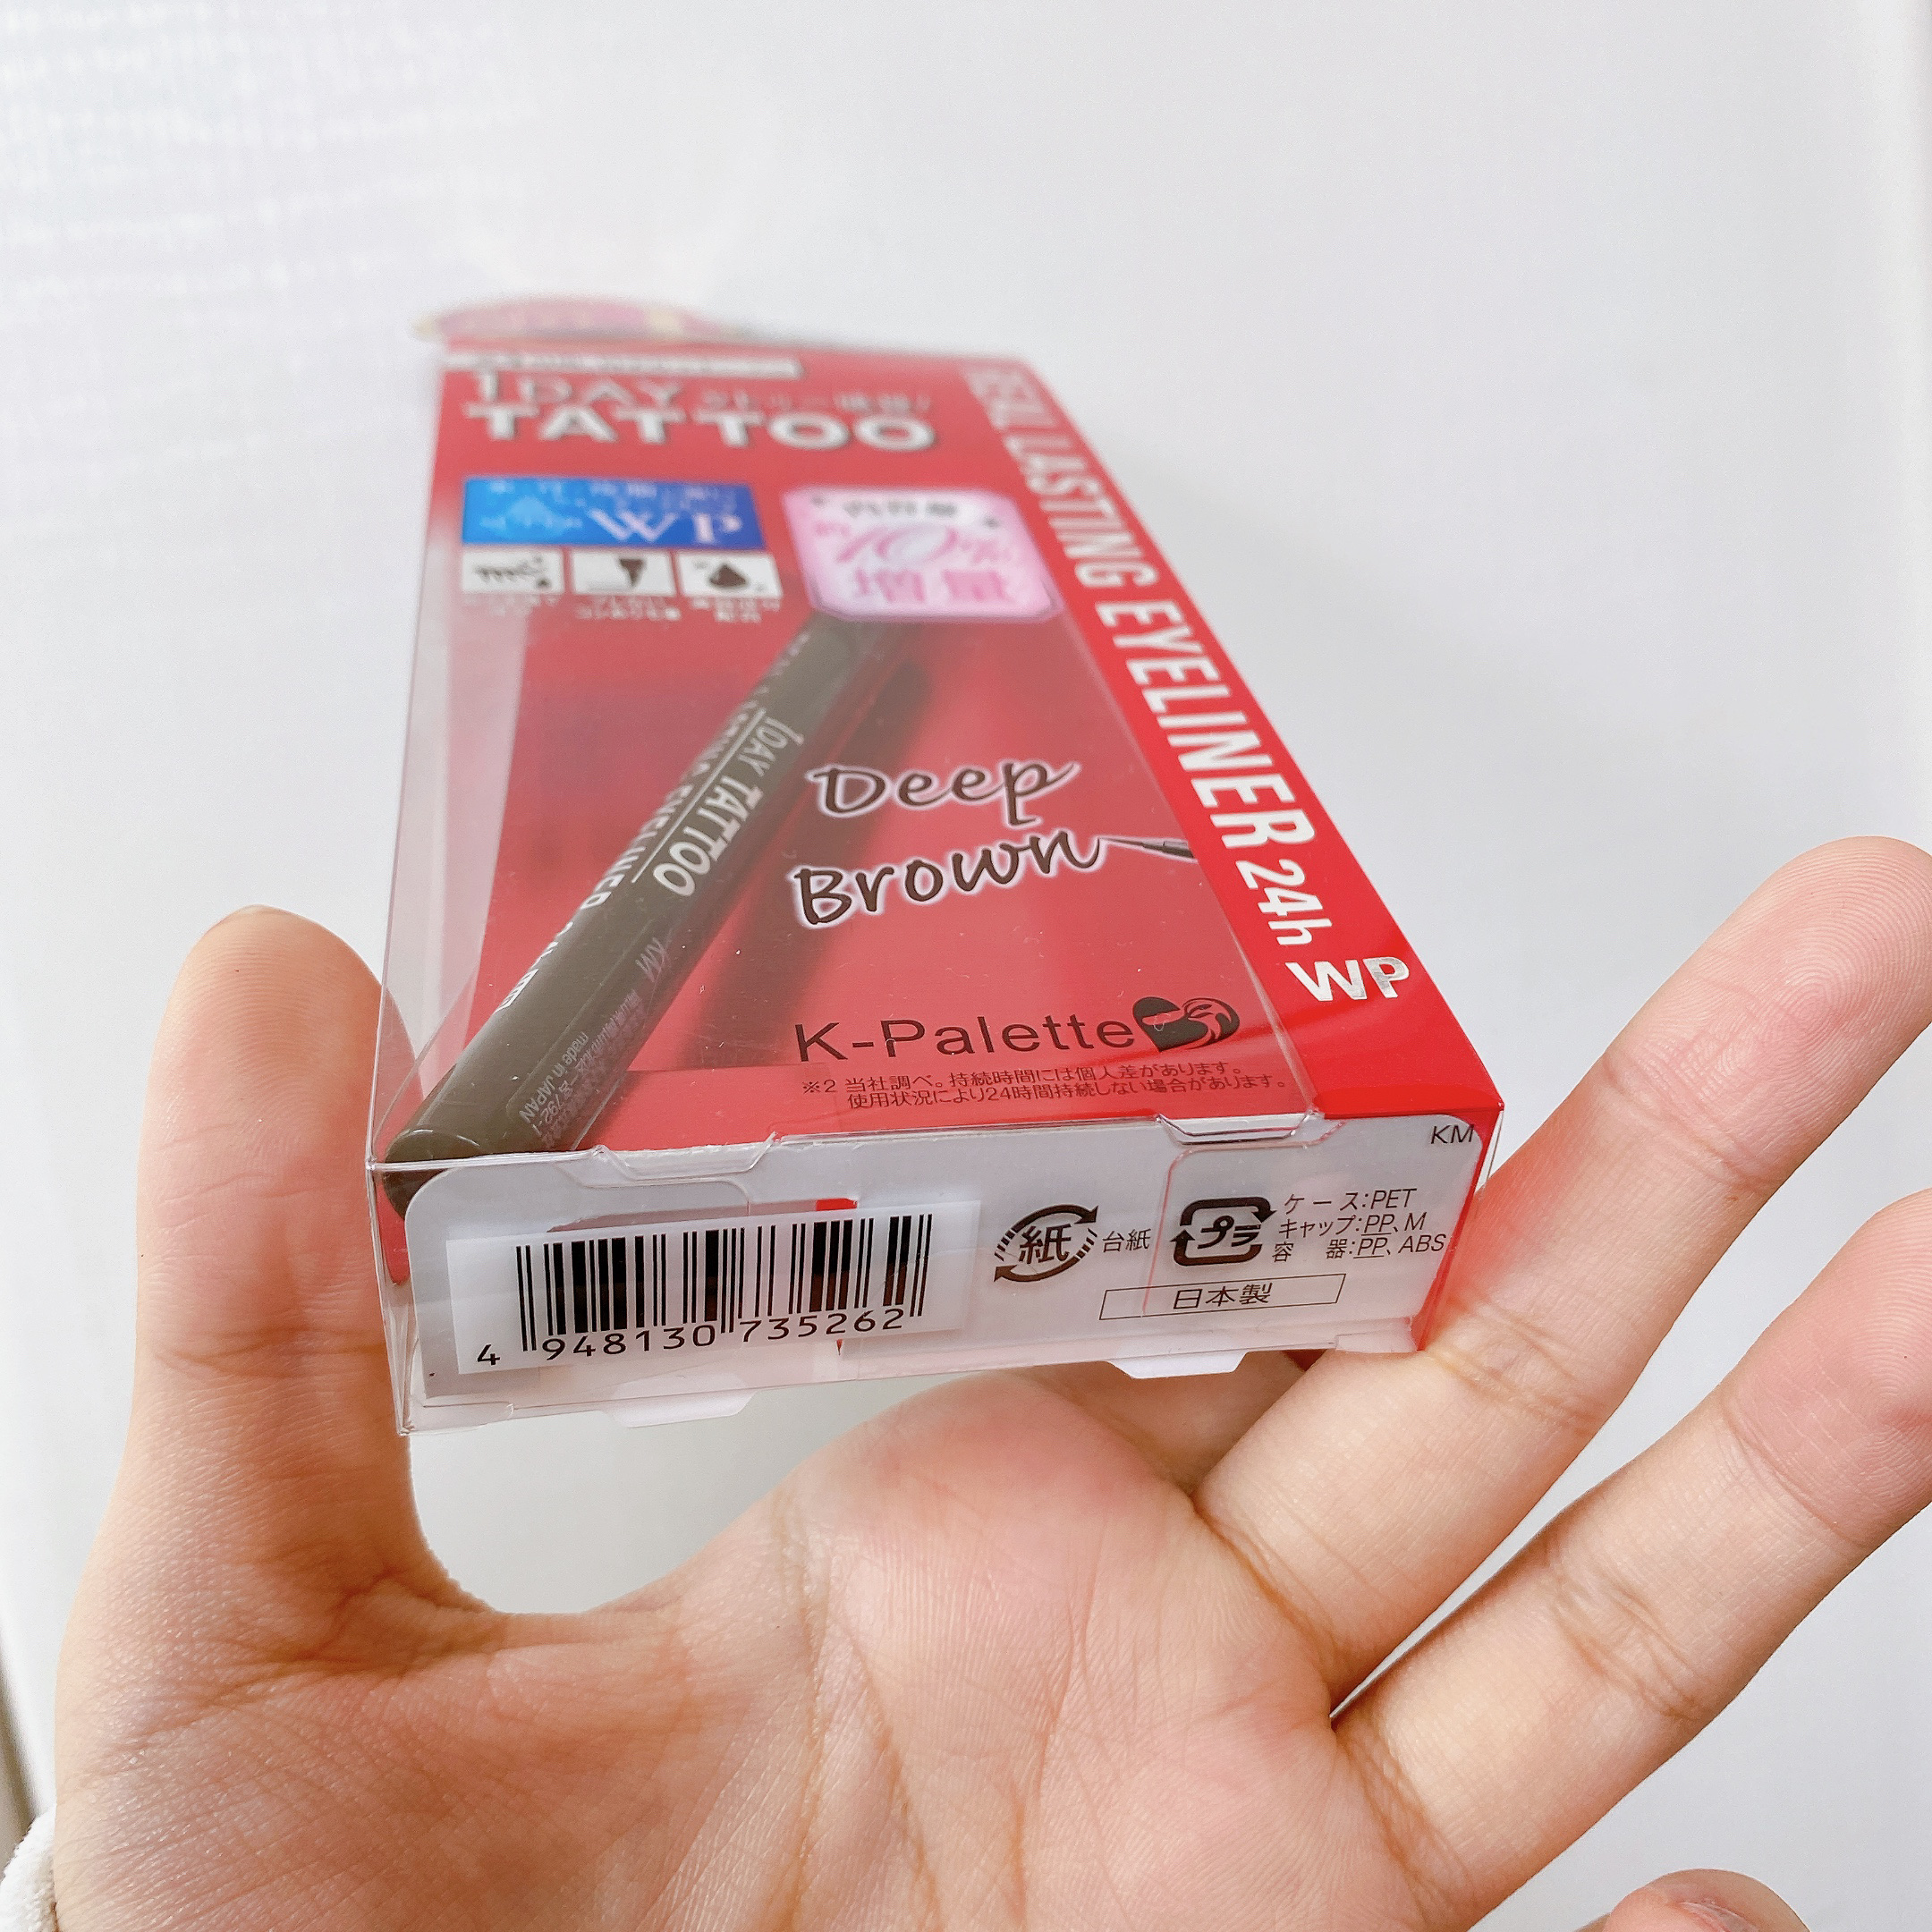 1DAY
TATTOO
WP
増量
REAL LASTING EYELINER 24h WP
1DAY TATTOO
KM
made in JAPAN
Deep
Brown
K-Palette
※2 当社調べ。持続時間には個人差があります。
使用状況により24時間持続しない場合があります。
KM
紙 台紙
プラ
ケース:PET
キャップ:PP、M
容器:PP、ABS
日本製
4 948130 735262